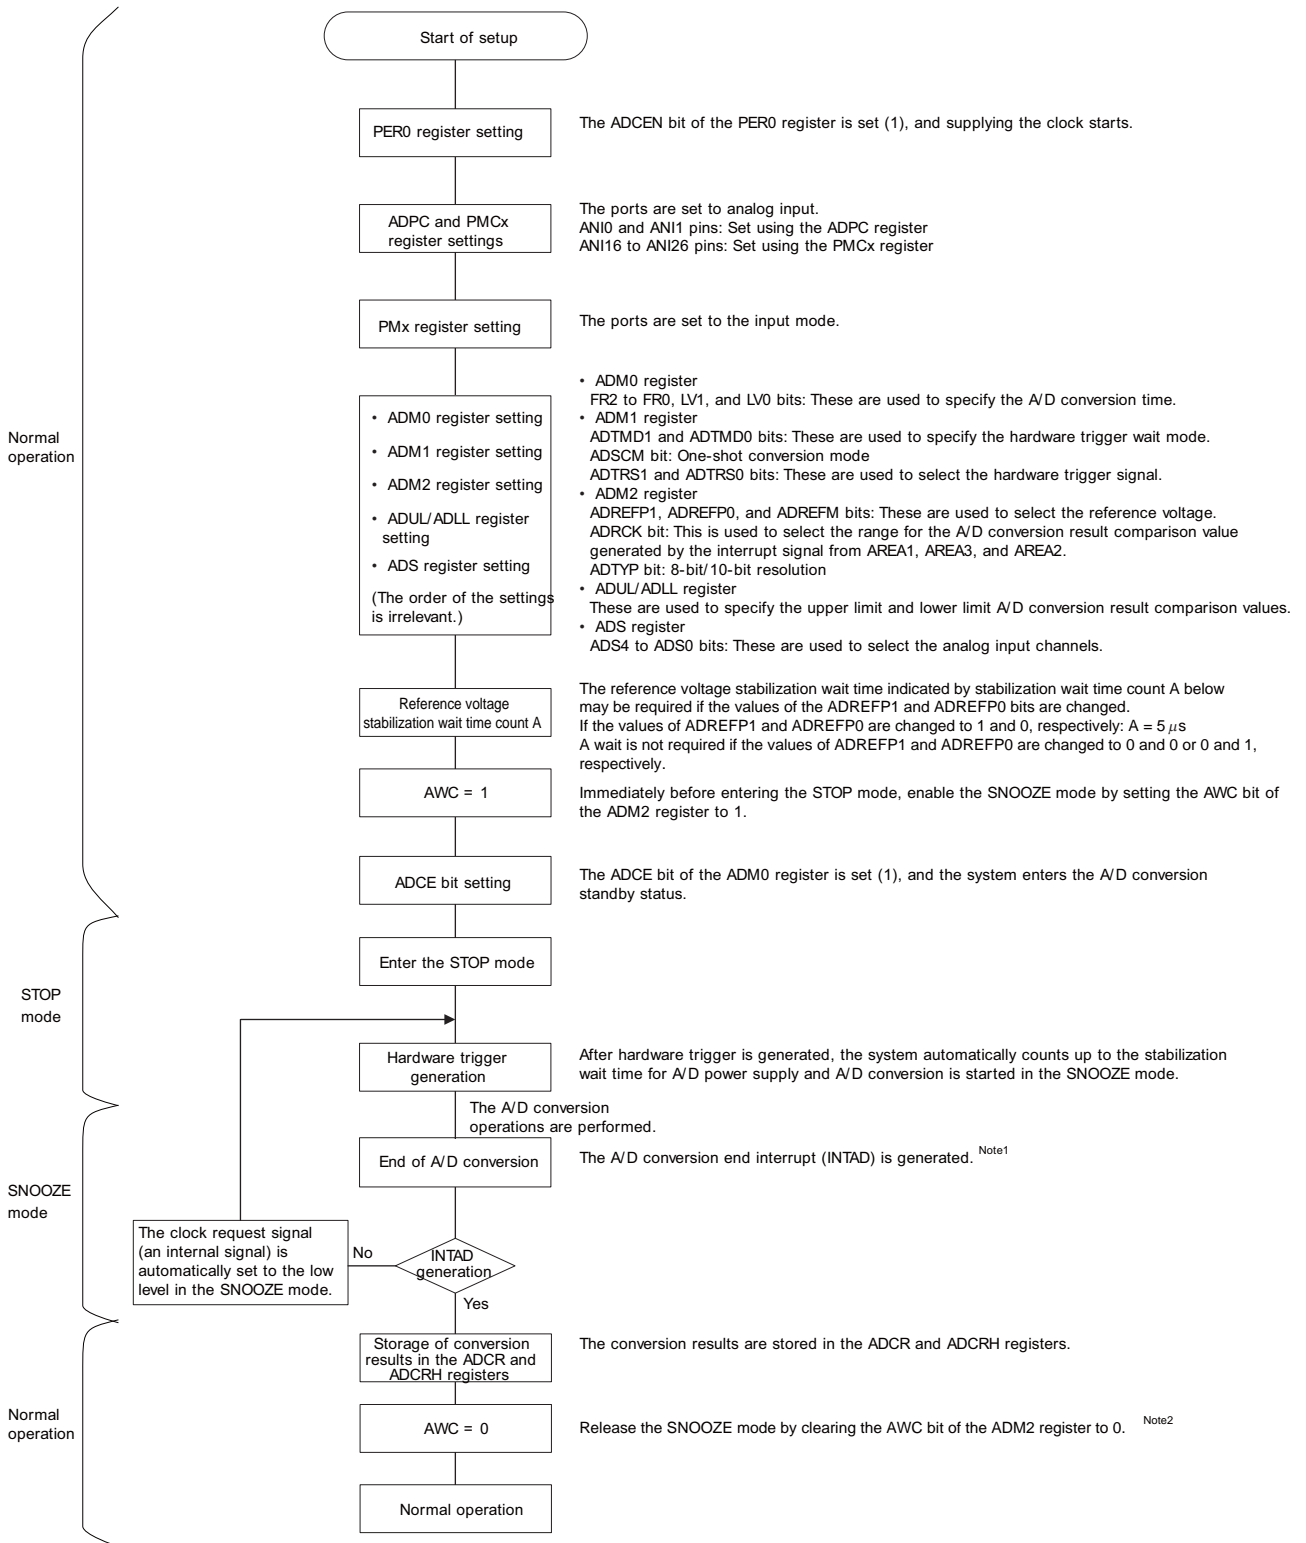 Start of setup
PER0 register setting
The ADCEN bit of the PER0 register is set (1), and supplying the clock starts.
ADPC and PMCx
register settings
The ports are set to analog input.
ANI0 and ANI1 pins: Set using the ADPC register
ANI16 to ANI26 pins: Set using the PMCx register
PMx register setting
The ports are set to the input mode.
Normal
operation
• ADM0 register setting
• ADM1 register setting
• ADM2 register setting
• ADUL/ADLL register
setting
• ADS register setting
(The order of the settings
is irrelevant.)
• ADM0 register
FR2 to FR0, LV1, and LV0 bits: These are used to specify the A/D conversion time.
• ADM1 register
ADTMD1 and ADTMD0 bits: These are used to specify the hardware trigger wait mode.
ADSCM bit: One-shot conversion mode
ADTRS1 and ADTRS0 bits: These are used to select the hardware trigger signal.
• ADM2 register
ADREFP1, ADREFP0, and ADREFM bits: These are used to select the reference voltage.
ADRCK bit: This is used to select the range for the A/D conversion result comparison value
generated by the interrupt signal from AREA1, AREA3, and AREA2.
ADTYP bit: 8-bit/10-bit resolution
• ADUL/ADLL register
These are used to specify the upper limit and lower limit A/D conversion result comparison values.
• ADS register
ADS4 to ADS0 bits: These are used to select the analog input channels.
Reference voltage
stabilization wait time count A
The reference voltage stabilization wait time indicated by stabilization wait time count A below
may be required if the values of the ADREFP1 and ADREFP0 bits are changed.
If the values of ADREFP1 and ADREFP0 are changed to 1 and 0, respectively: A = 5 μs
A wait is not required if the values of ADREFP1 and ADREFP0 are changed to 0 and 0 or 0 and 1,
respectively.
AWC = 1
Immediately before entering the STOP mode, enable the SNOOZE mode by setting the AWC bit of
the ADM2 register to 1.
ADCE bit setting
The ADCE bit of the ADM0 register is set (1), and the system enters the A/D conversion
standby status.
Enter the STOP mode
STOP
mode
Hardware trigger
generation
After hardware trigger is generated, the system automatically counts up to the stabilization
wait time for A/D power supply and A/D conversion is started in the SNOOZE mode.
The A/D conversion
operations are performed.
End of A/D conversion
The A/D conversion end interrupt (INTAD) is generated. Note1
SNOOZE
mode
The clock request signal
(an internal signal) is
automatically set to the low
level in the SNOOZE mode.
No
INTAD
generation
Yes
Storage of conversion
results in the ADCR and
ADCRH registers
The conversion results are stored in the ADCR and ADCRH registers.
Normal
operation
AWC = 0
Release the SNOOZE mode by clearing the AWC bit of the ADM2 register to 0. Note2
Normal operation